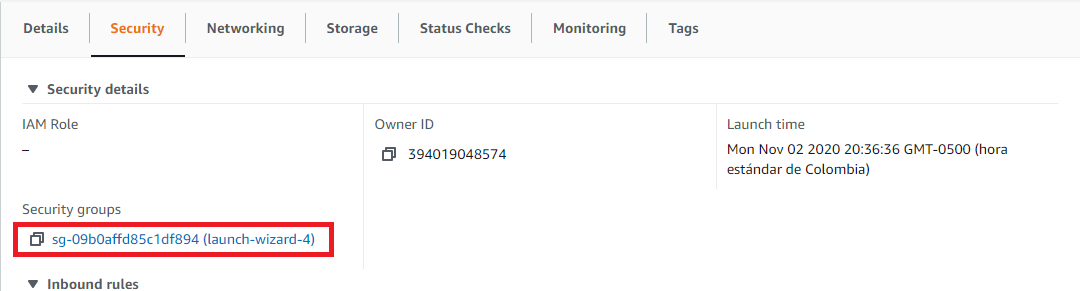 Details Security Networking Storage Status Checks Monitoring Tags
Security details
IAM Role
–
Owner ID
394019048574
Launch time
Mon Nov 02 2020 20:36:36 GMT-0500 (hora
estándar de Colombia)
Security groups
sg-09b0affd85c1df894 (launch-wizard-4)
Inbound rules